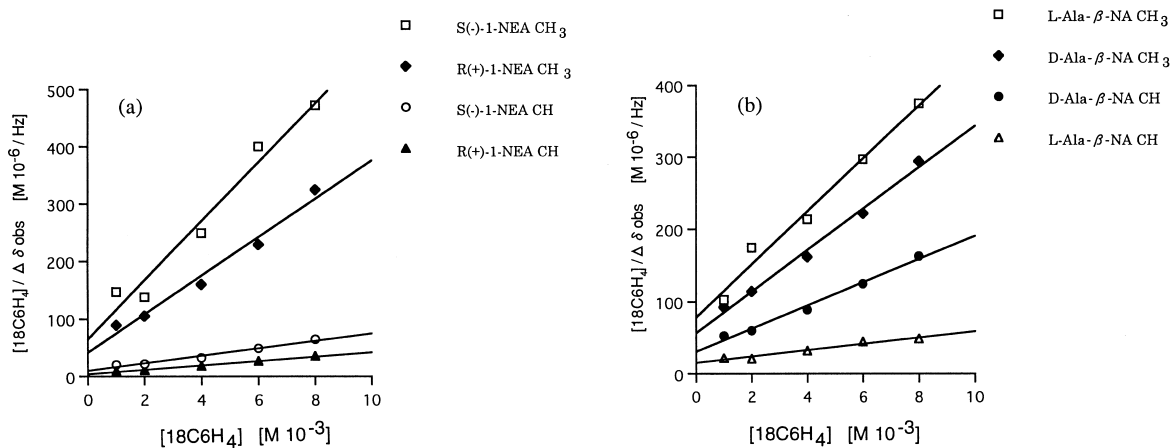 S(-)-1-NEA CH3
R(+)-1-NEA CH3
S(-)-1-NEA CH
R(+)-1-NEA CH
(a)
[18C6H4] / Δ δ obs [M 10-6 / Hz]
500
400
300
200
100
0
0 2 4 6 8 10
[18C6H4] [M 10-3]
L-Ala-β-NA CH3
D-Ala-β-NA CH3
D-Ala-β-NA CH
L-Ala-β-NA CH
(b)
[18C6H4] / Δ δ obs [M 10-6 / Hz]
400
300
200
100
0
0 2 4 6 8 10
[18C6H4] [M 10-3]